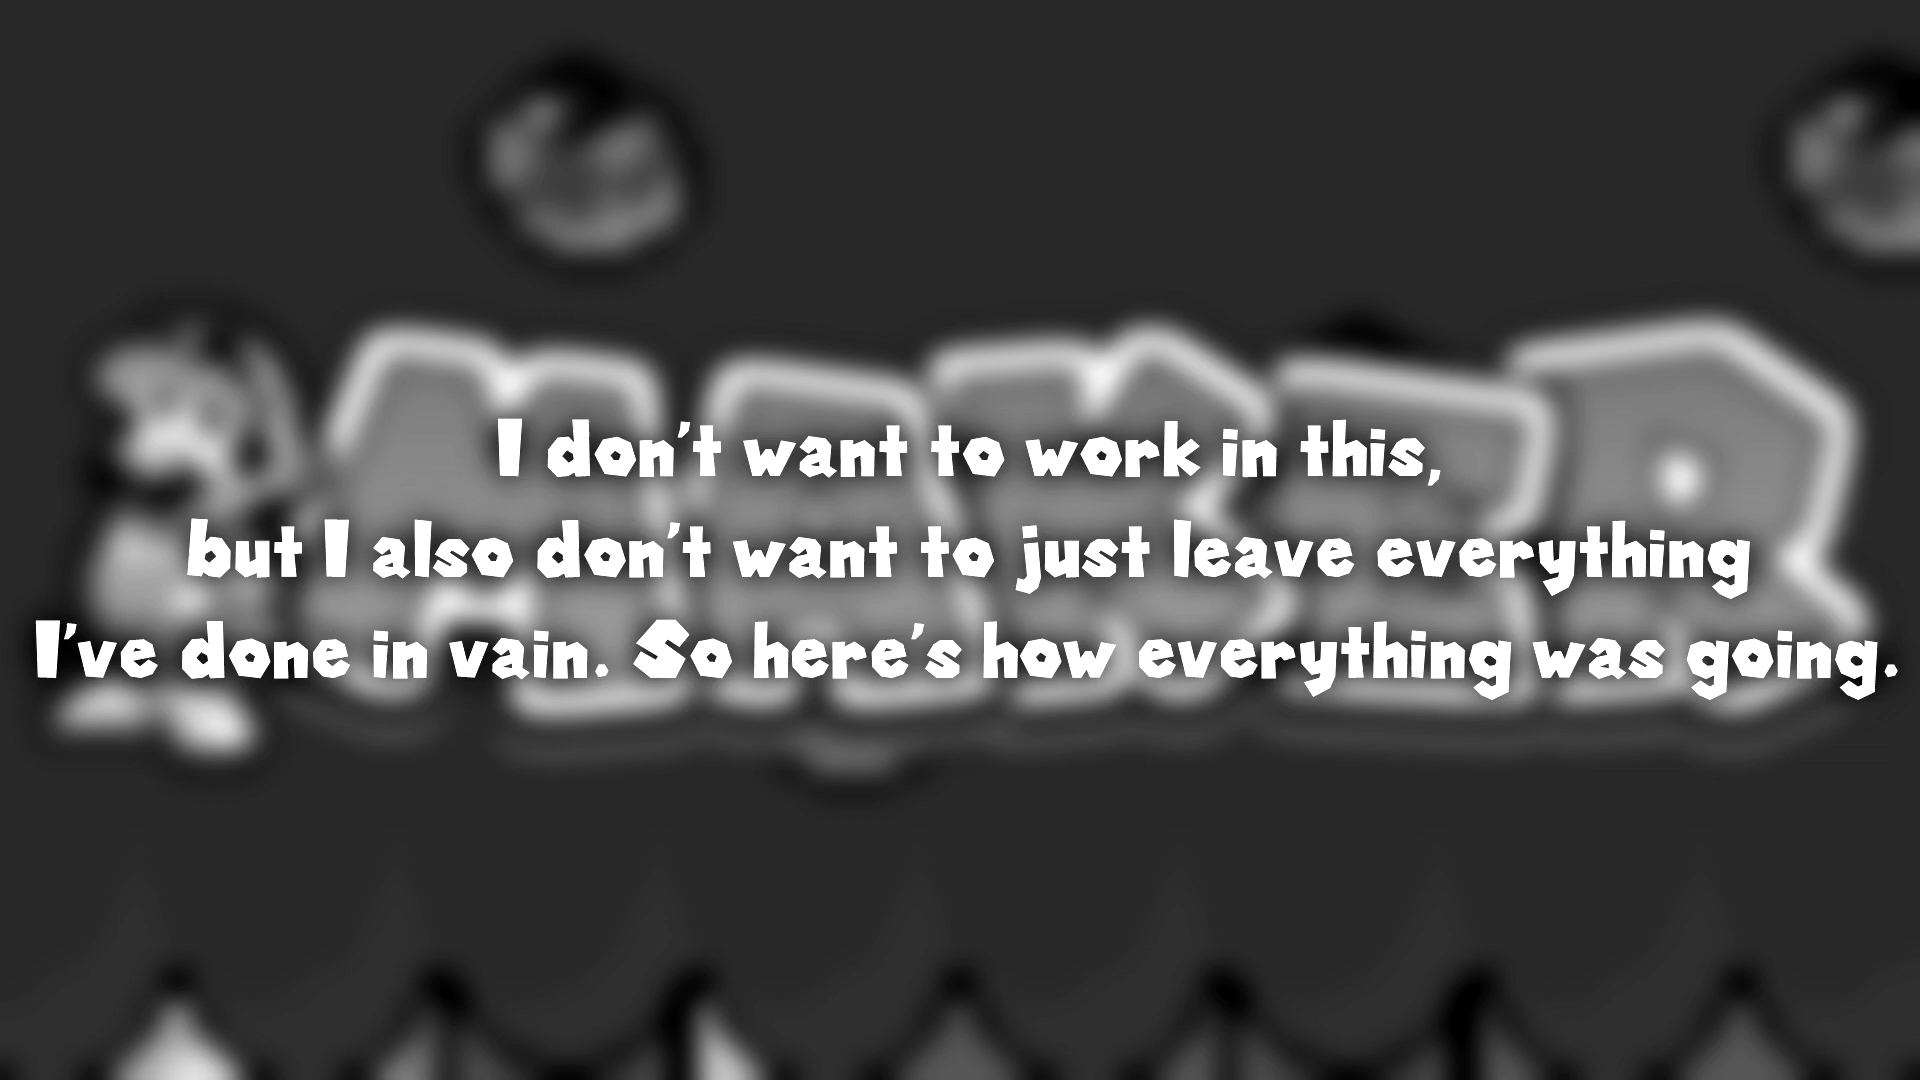 I don't want to work in this,
but I also don't want to just leave everything
I've done in vain. So here's how everything was going.